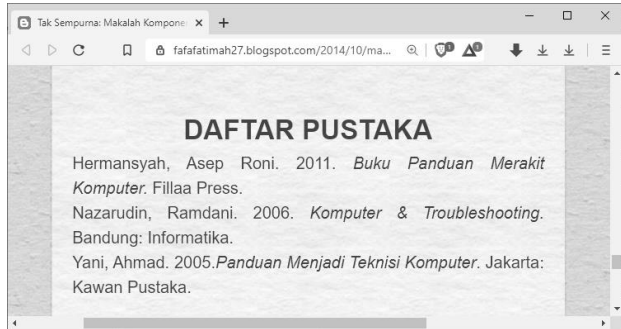 Tak Sempurna: Makalah Kompone
fafafatimah27.blogspot.com/2014/10/ma...
DAFTAR PUSTAKA
Hermansyah, Asep Roni. 2011. Buku Panduan Merakit
Komputer. Fillaa Press.
Nazarudin, Ramdani. 2006. Komputer & Troubleshooting.
Bandung: Informatika.
Yani, Ahmad. 2005.Panduan Menjadi Teknisi Komputer. Jakarta:
Kawan Pustaka.